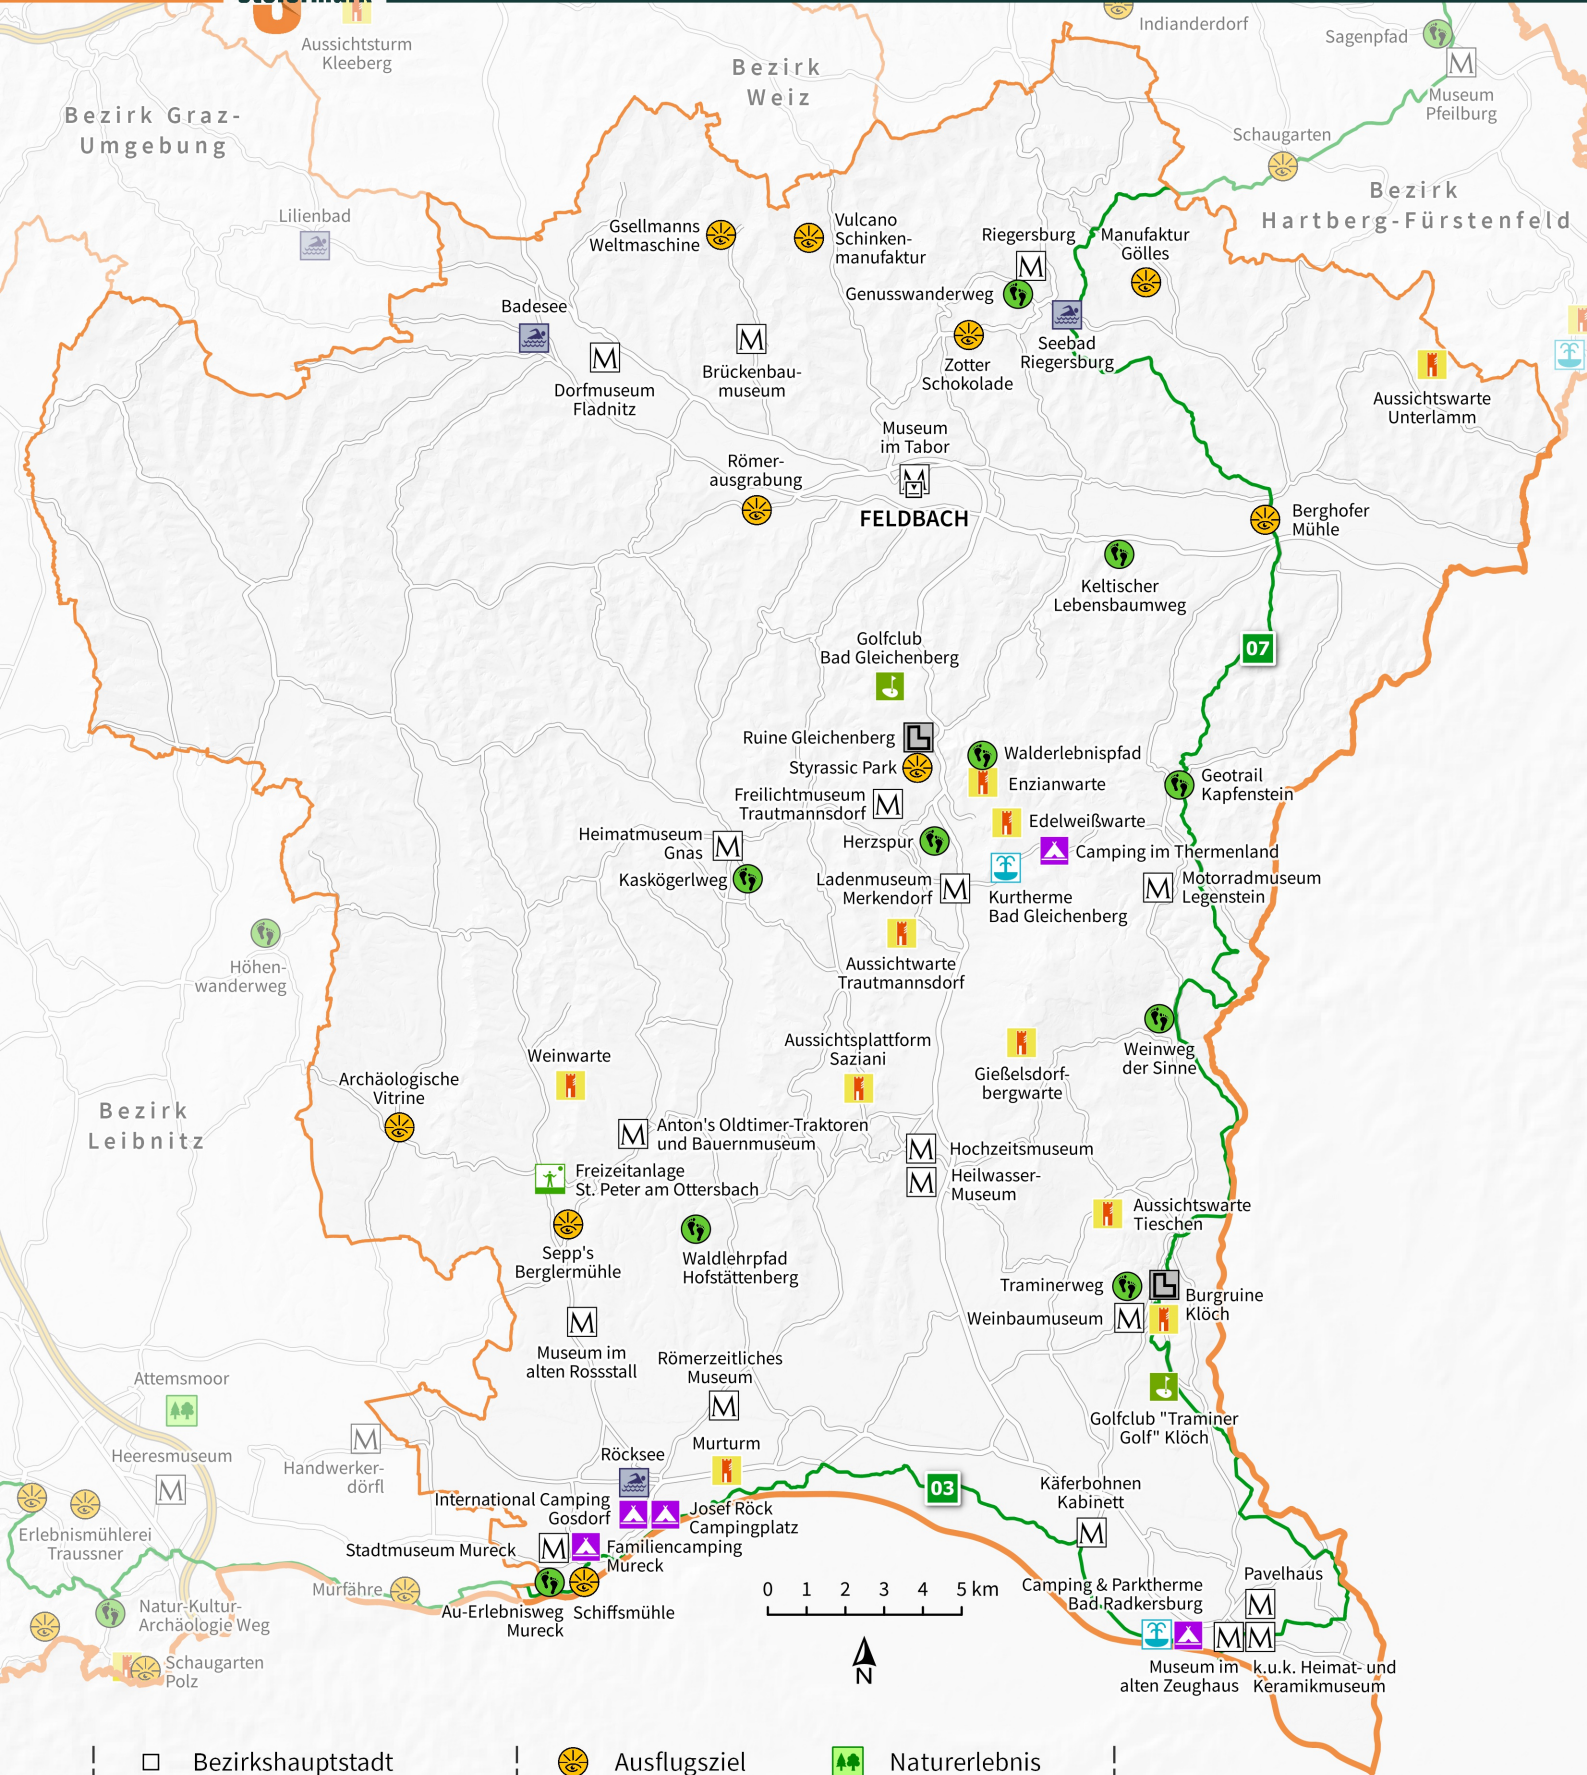 Steiermark
Aussichtsturm
Kleeberg
Indianderdorf
Sagenpfad
M
Museum
Pfeilburg
Bezirk
Weiz
Bezirk Graz-
Umgebung
Schaugarten
Bezirk
Hartberg-Fürstenfeld
Lilienbad
Gsellmanns
Weltmaschine
Vulcano
Schinken-
manufaktur
Riegersburg
M
Manufaktur
Gölles
Genusswanderweg
Badesee
M
Dorfmuseum
Fladnitz
M
Brückenbau-
museum
Zotter
Schokolade
Seebad
Riegersburg
Aussichtswarte
Unterlamm
Museum
im Tabor
M
FELDBACH
Römer-
ausgrabung
Berghofer
Mühle
Keltischer
Lebensbaumweg
07
Golfclub
Bad Gleichenberg
Ruine Gleichenberg
Styrassic Park
Walderlebnispfad
Enzianwarte
Geotrail
Kapfenstein
Freilichtmuseum
Trautmannsdorf
M
Edelweißwarte
Heimatmuseum
Gnas
M
Herzspur
Camping im Thermenland
Kaskögerlweg
Ladenmuseum
Merkendorf
M
Kurtherme
Bad Gleichenberg
M
Motorradmuseum
Legenstein
Höhen-
wanderweg
Aussichtwarte
Trautmannsdorf
Weinweg
der Sinne
Aussichtsplattform
Saziani
Gießelsdorf-
bergwarte
Weinwarte
Archäologische
Vitrine
Bezirk
Leibnitz
M
Anton's Oldtimer-Traktoren
und Bauernmuseum
M
Hochzeitsmuseum
M
Heilwasser-
Museum
Freizeitanlage
St. Peter am Ottersbach
Aussichtswarte
Tieschen
Sepp's
Berglermühle
Waldlehrpfad
Hofstättenberg
Traminerweg
Burgruine
Klöch
Weinbaumuseum
M
M
Museum im
alten Rossstall
Römerzeitliches
Museum
M
Attemsmoor
Golfclub "Traminer
Golf" Klöch
Heeresmuseum
M
M
Handwerker-
dörfl
Murturm
Röcksee
03
Käferbohnen
Kabinett
M
International Camping
Gosdorf
Josef Röck
Campingplatz
Erlebnismühlerei
Traussner
Stadtmuseum Mureck
M
Familiencamping
Mureck
Murfähre
Au-Erlebnisweg
Mureck
Schiffsmühle
0 1 2 3 4 5 km
N
Camping & Parktherme
Bad Radkersburg
Pavelhaus
M
M
M
Natur-Kultur-
Archäologie Weg
Schaugarten
Polz
Museum im
alten Zeughaus
k.u.k. Heimat- und
Keramikmuseum
Bezirkshauptstadt
Ausflugsziel
Naturerlebnis